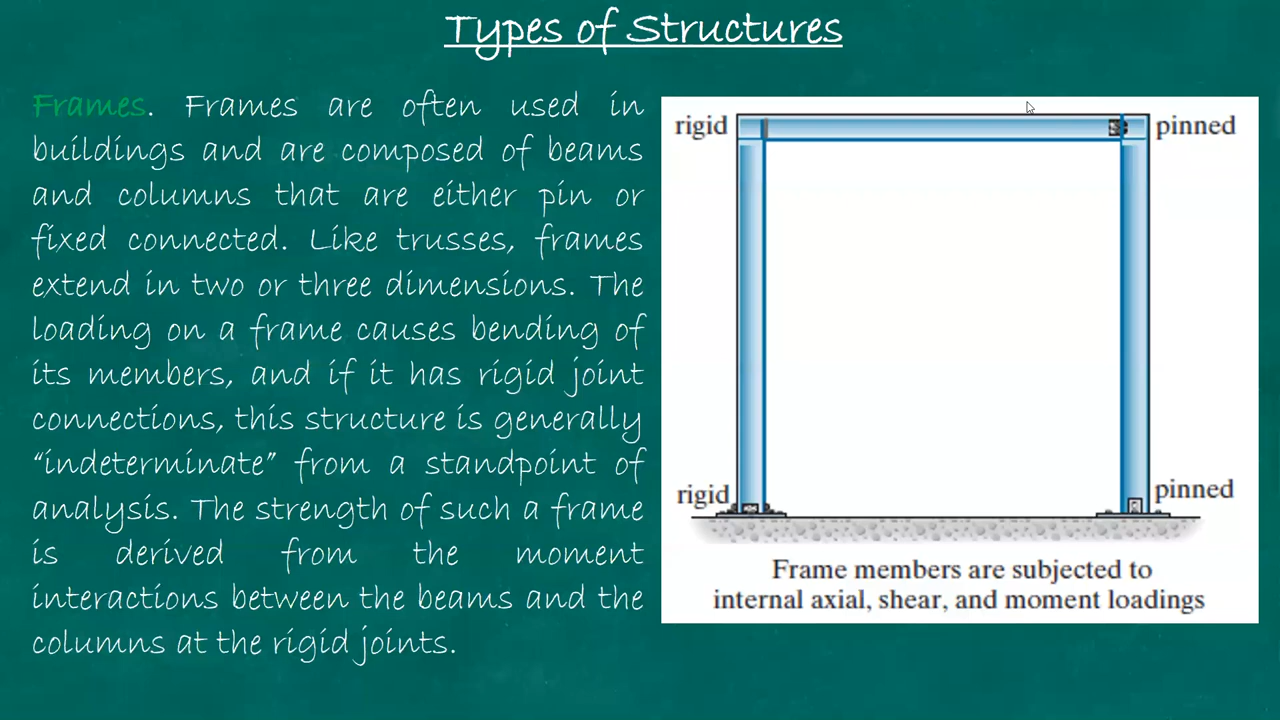 Types of Structures
Frames. Frames are often used in
buildings and are composed of beams
and columns that are either pin or
fixed connected. Like trusses, frames
extend in two or three dimensions. The
loading on a frame causes bending of
its members, and if it has rigid joint
connections, this structure is generally
“indeterminate” from a standpoint of
analysis. The strength of such a frame
is derived from the moment
interactions between the beams and the
columns at the rigid joints.
rigid
pinned
rigid
pinned
Frame members are subjected to
internal axial, shear, and moment loadings